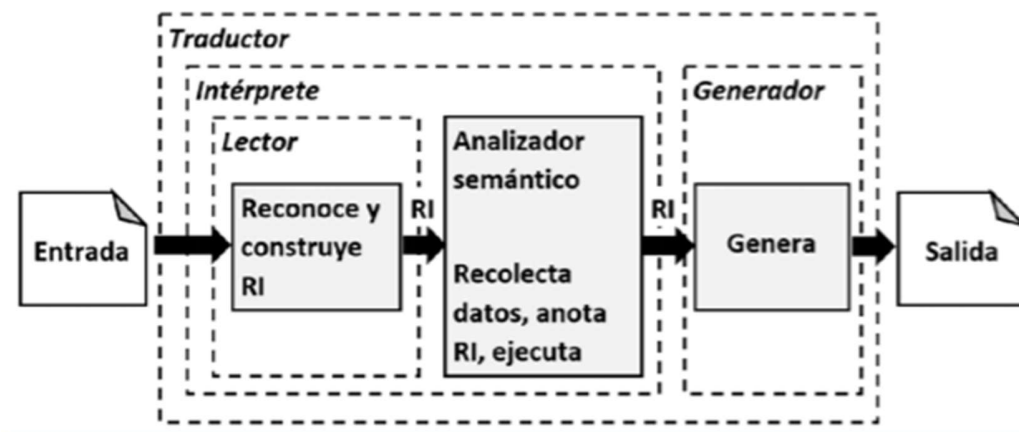 Traductor
Intérprete
Generador
Lector
Analizador
semántico
Reconoce y
construye
RI
RI
RI
Entrada
Genera
Salida
Recolecta
datos, anota
RI, ejecuta